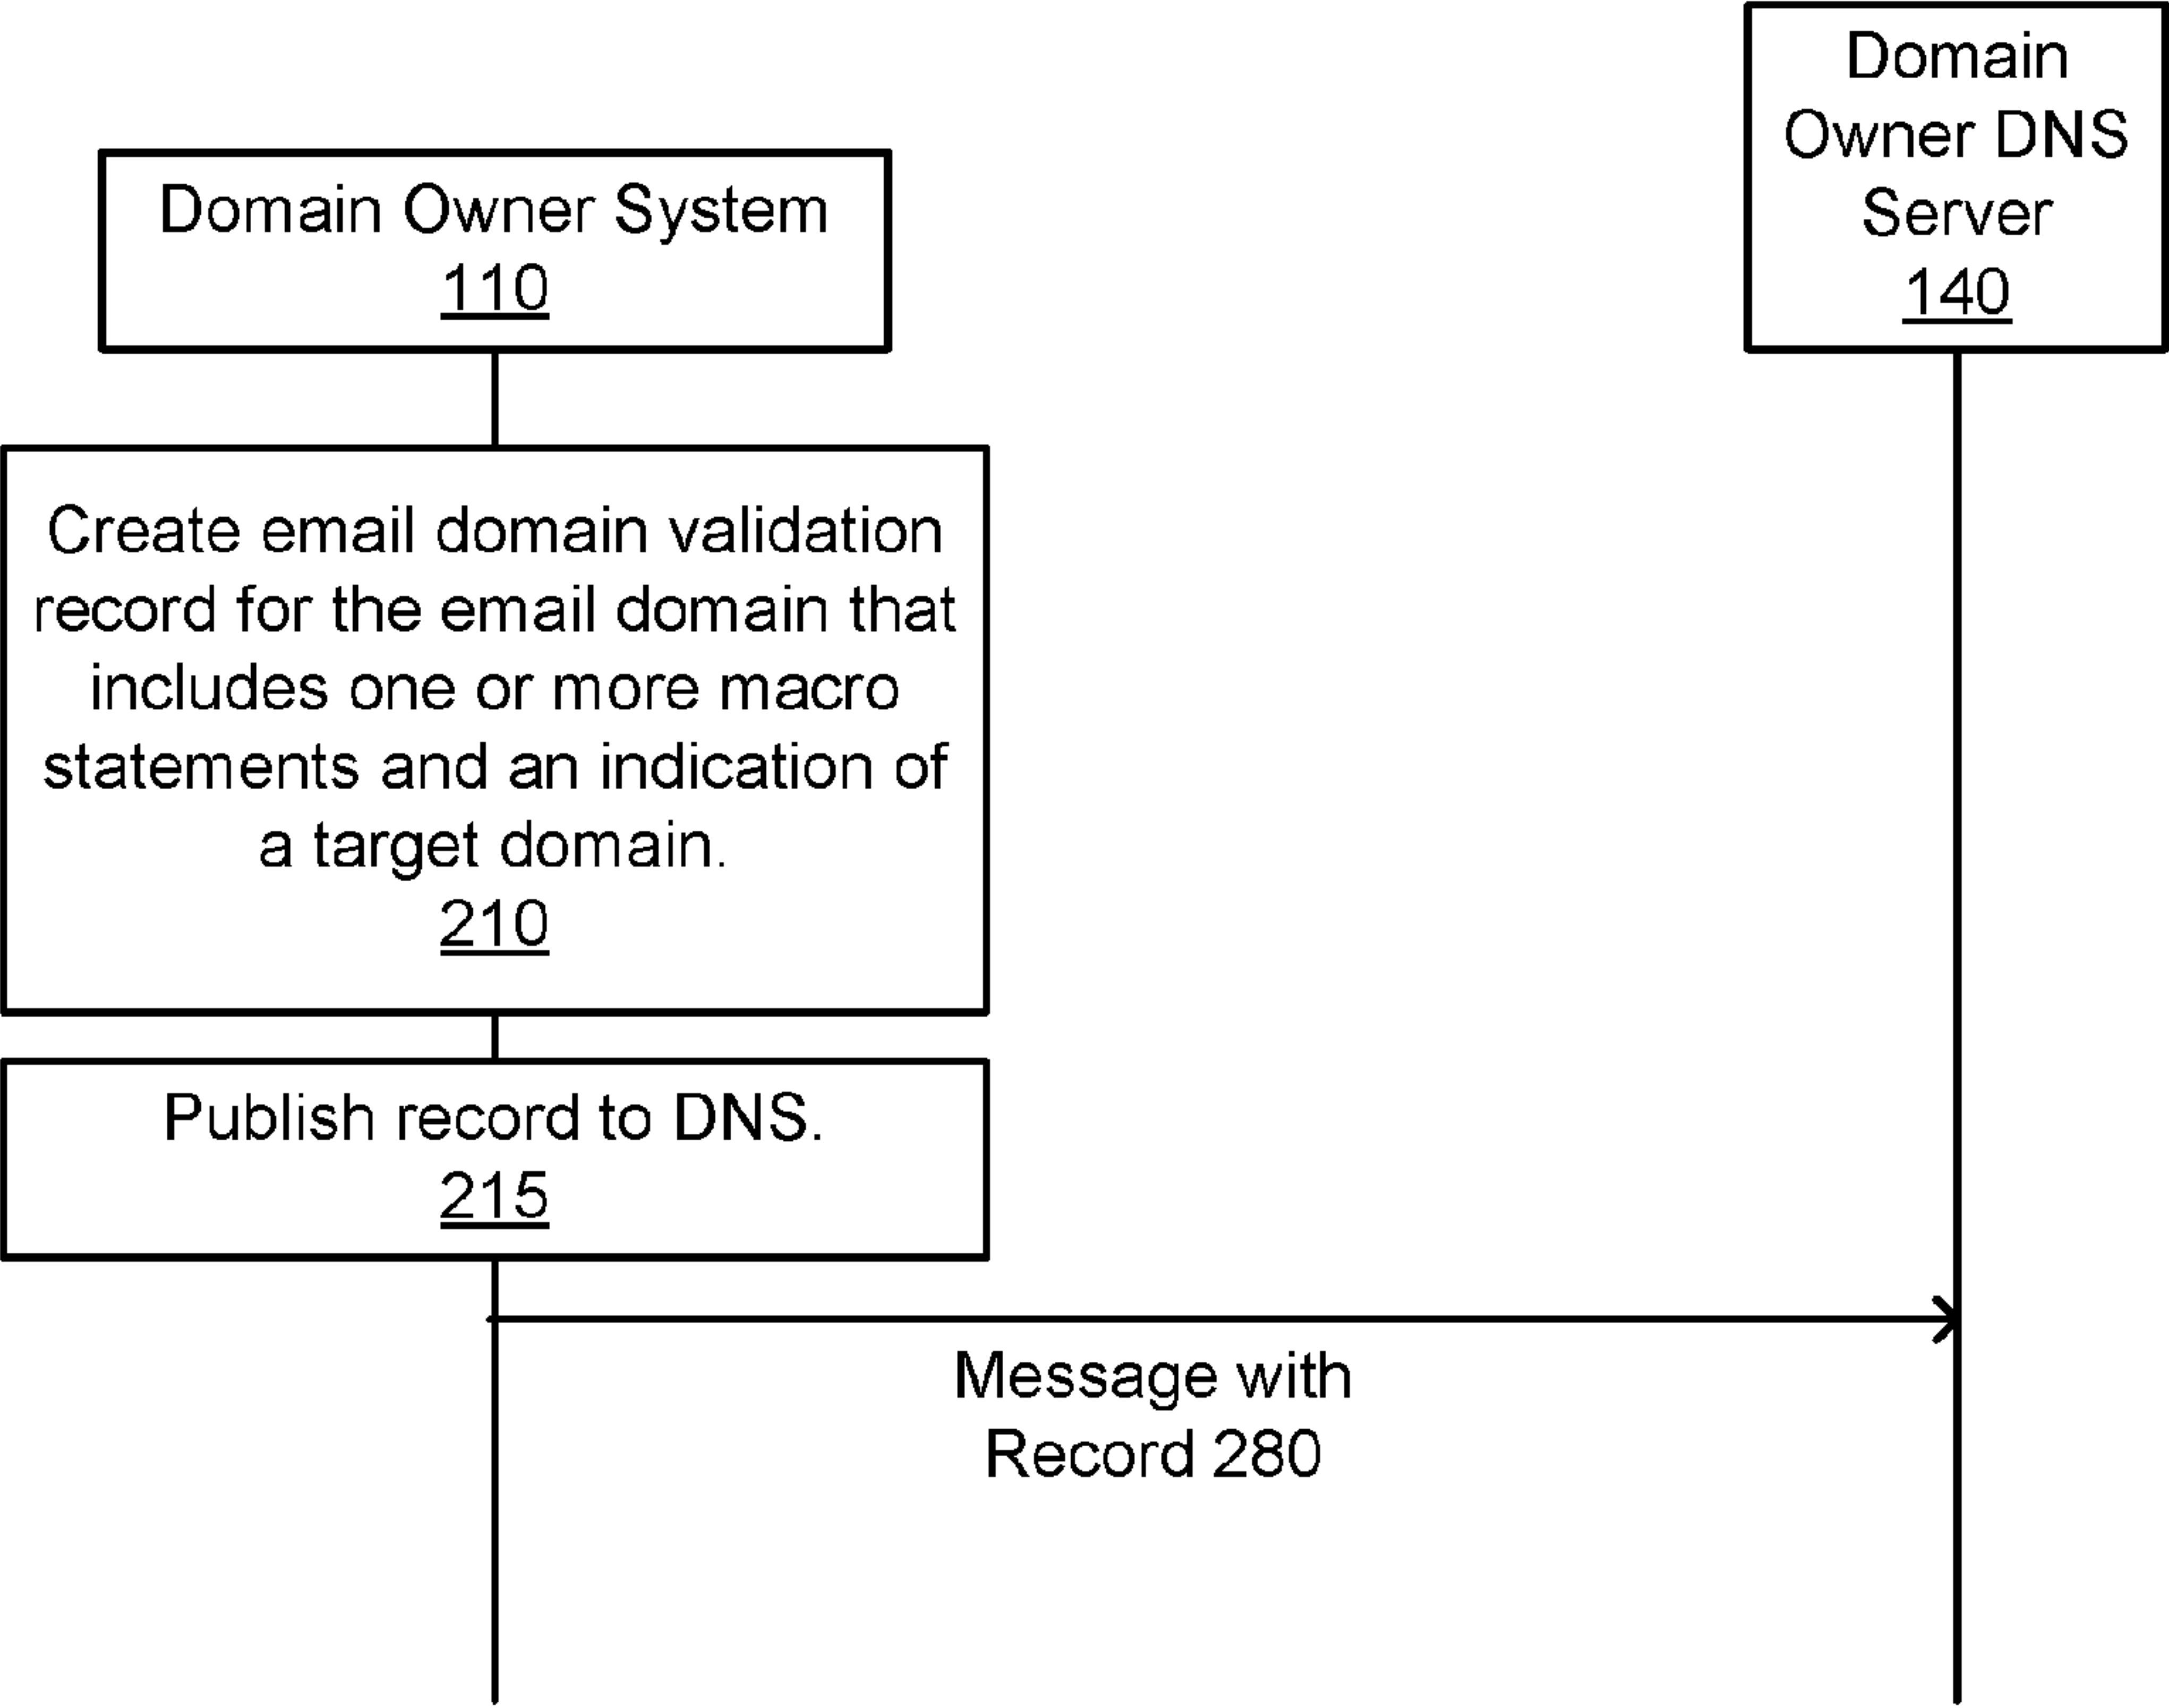 Domain Owner System
110
Domain
Owner DNS
Server
140
Create email domain validation
record for the email domain that
includes one or more macro
statements and an indication of
a target domain.
210
Publish record to DNS.
215
Message with
Record 280